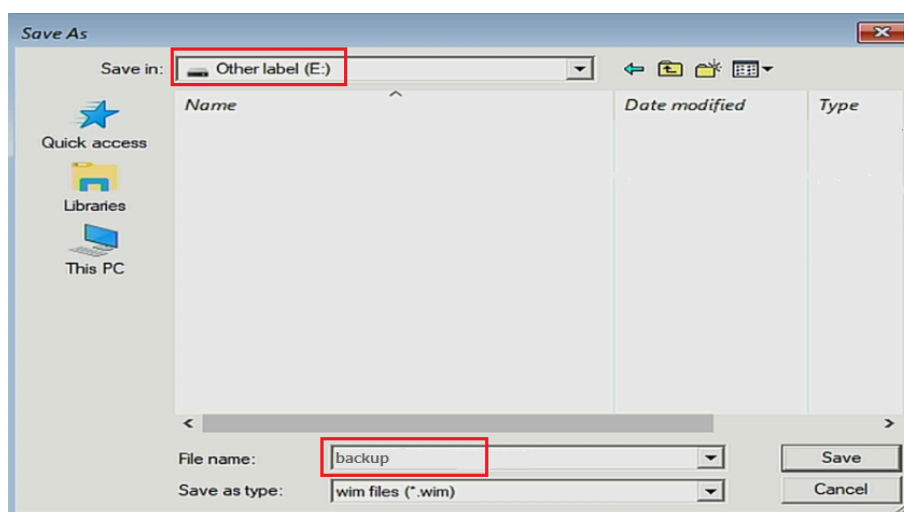 Save As
Save in: Other label (E:)
Name Date modified Type
Quick access
Libraries
This PC
File name: backup Save
Save as type: wim files (*.wim) Cancel